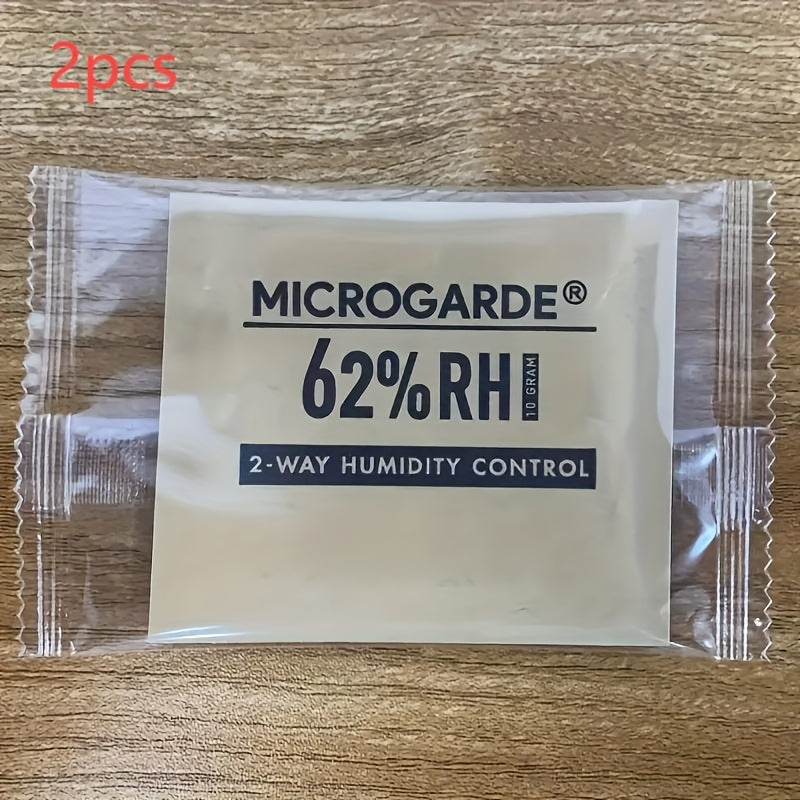 2pcs
MICROGARDE®
62%RH 10 GRAM
2-WAY HUMIDITY CONTROL